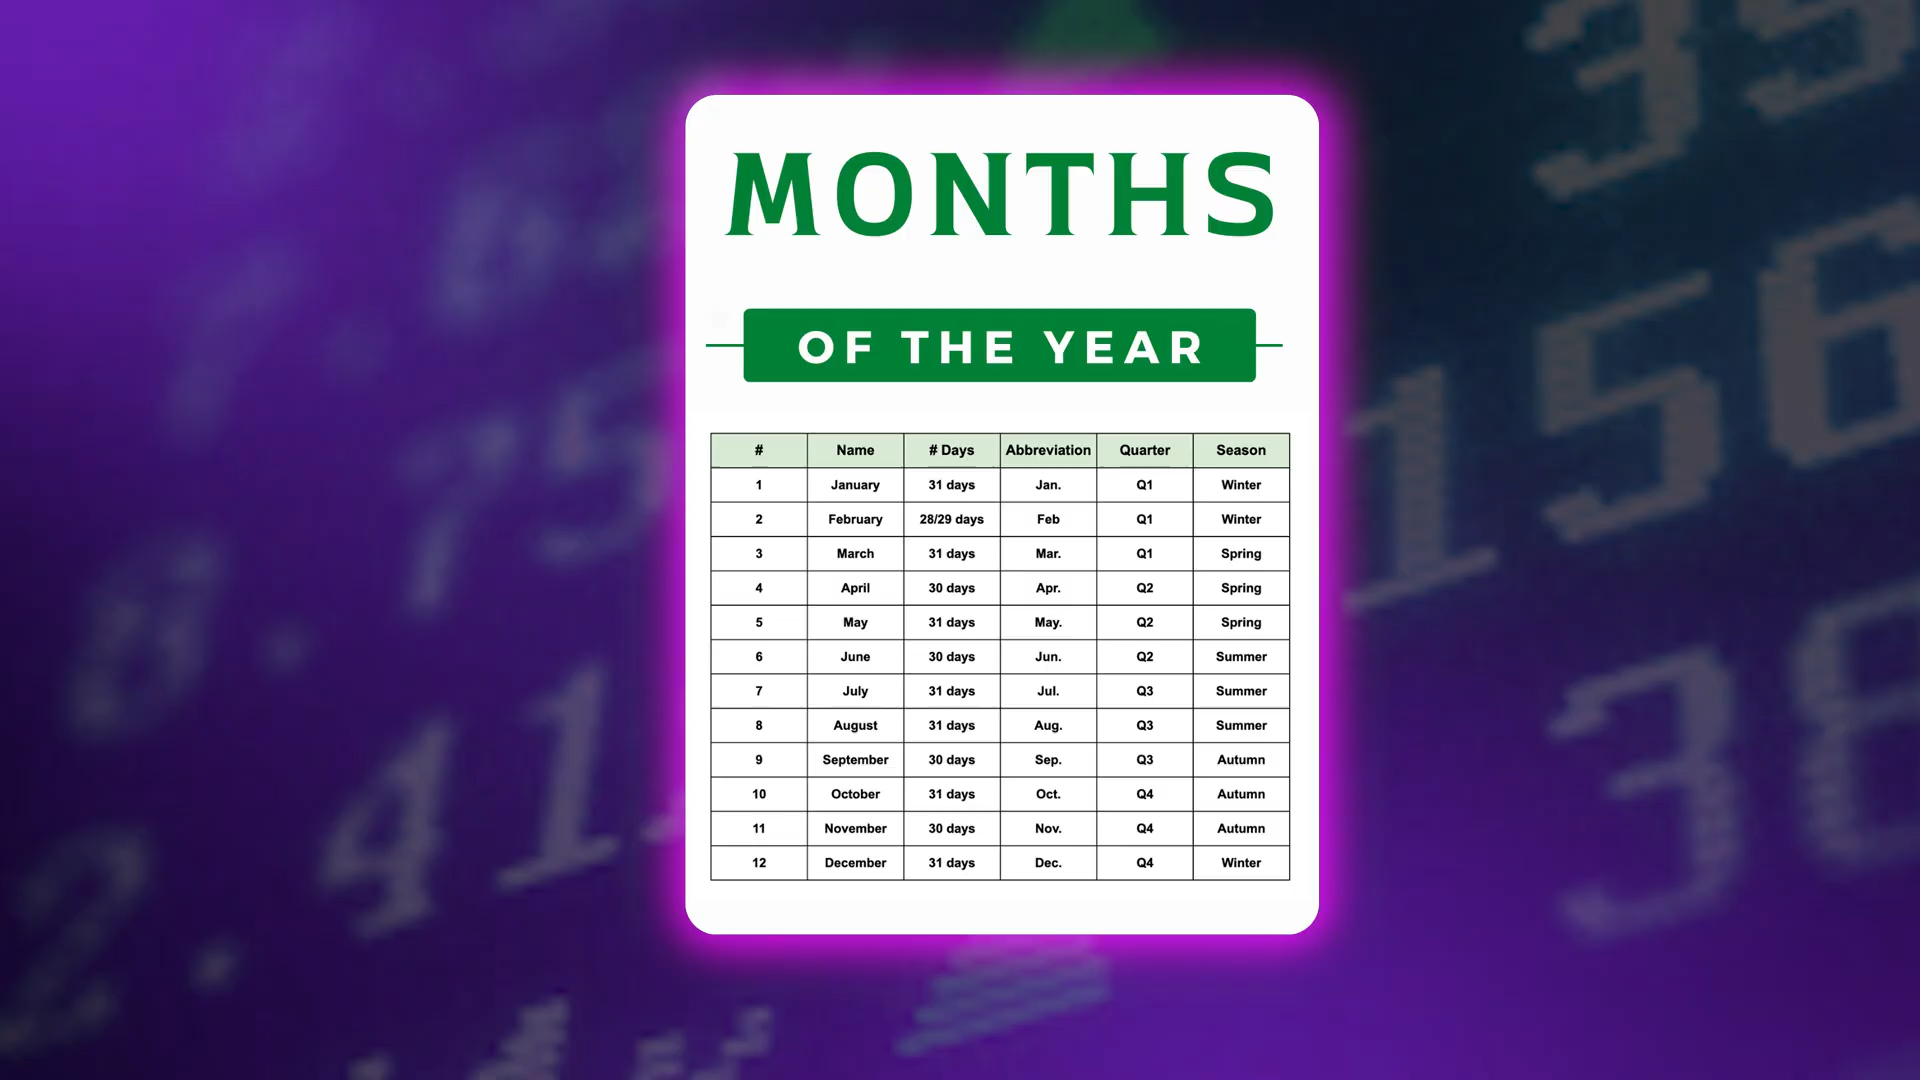 MONTHS
OF THE YEAR
# Name # Days Abbreviation Quarter Season
1 January 31 days Jan. Q1 Winter
2 February 28/29 days Feb Q1 Winter
3 March 31 days Mar. Q1 Spring
4 April 30 days Apr. Q2 Spring
5 May 31 days May. Q2 Spring
6 June 30 days Jun. Q2 Summer
7 July 31 days Jul. Q3 Summer
8 August 31 days Aug. Q3 Summer
9 September 30 days Sep. Q3 Autumn
10 October 31 days Oct. Q4 Autumn
11 November 30 days Nov. Q4 Autumn
12 December 31 days Dec. Q4 Winter